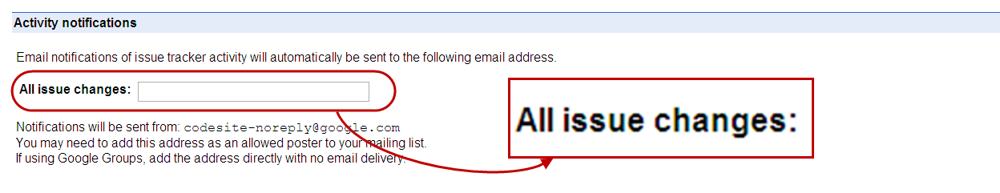 Activity notifications
Email notifications of issue tracker activity will automatically be sent to the following email address.
All issue changes:
Notifications will be sent from: codesite-noreply@google.com
You may need to add this address as an allowed poster to your mailing list.
If using Google Groups, add the address directly with no email delivery.
All issue changes: